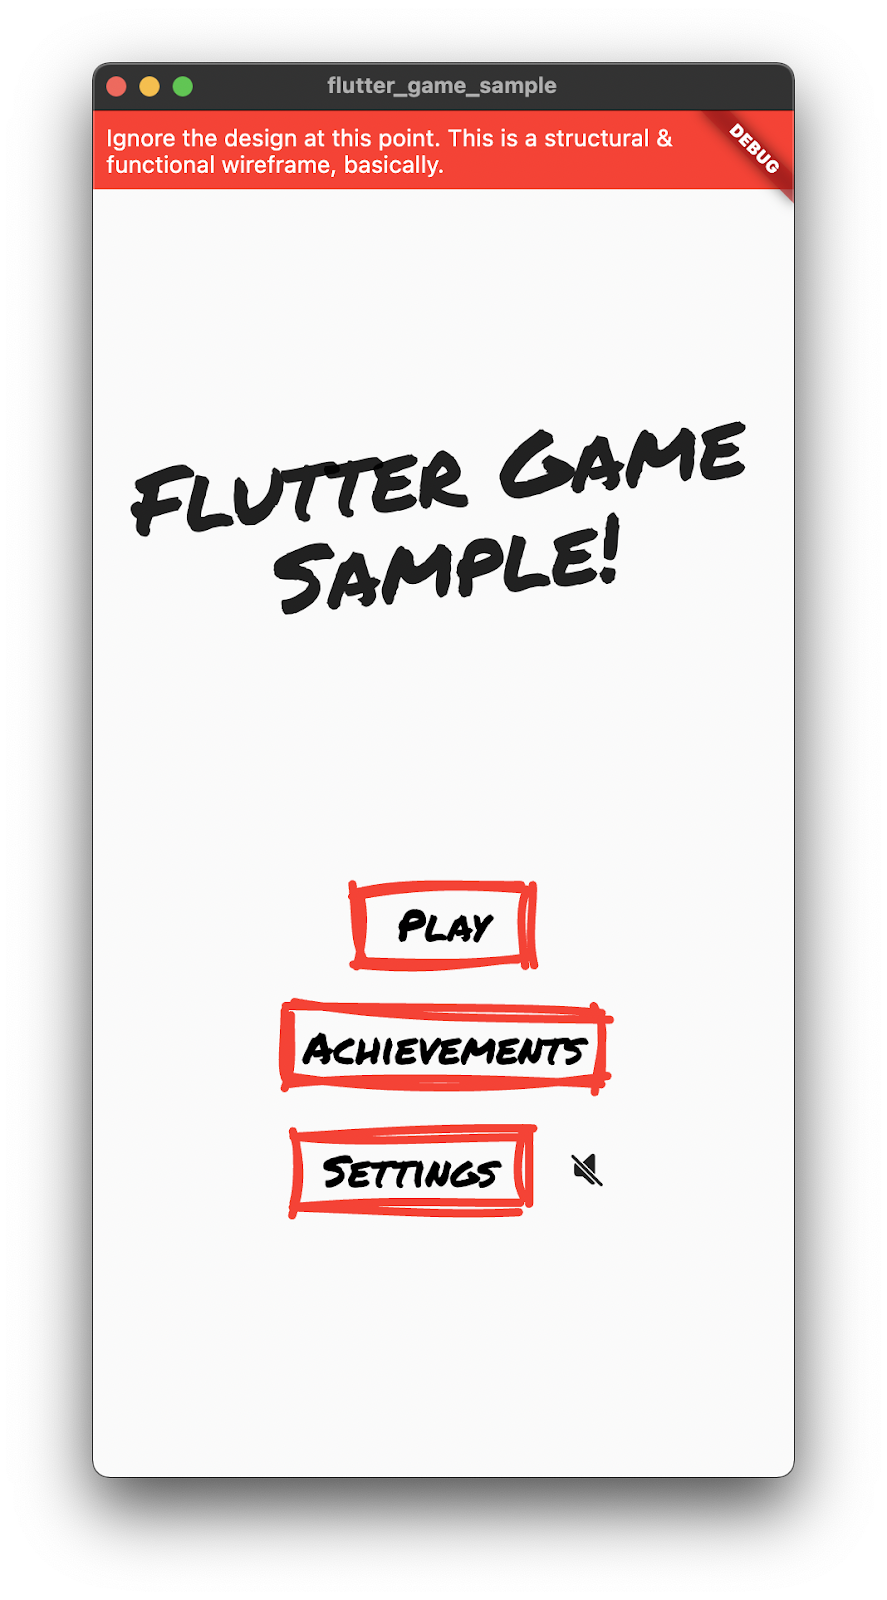 flutter_game_sample
Ignore the design at this point. This is a structural &
functional wireframe, basically.
DEBUG
Flutter Game
Sample!
Play
Achievements
Settings